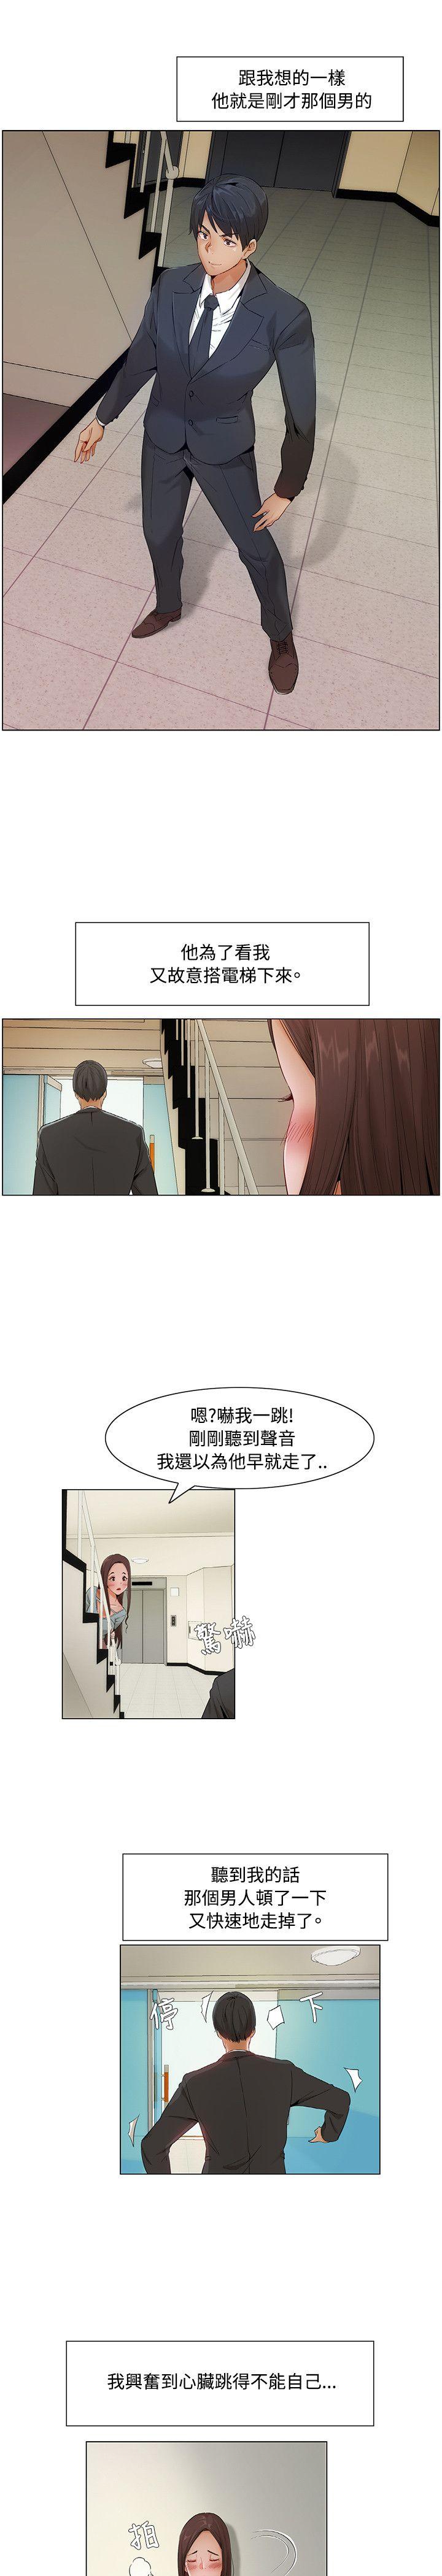 跟我想的一樣
他就是剛才那個男的
他為了看我
又故意搭電梯下來。
嗯?嚇我一跳!
剛剛聽到聲音
我還以為他早就走了..
驚嚇
聽到我的話
那個男人頓了一下
又快速地走掉了。
停下
我興奮到心臟跳得不能自己...
拍